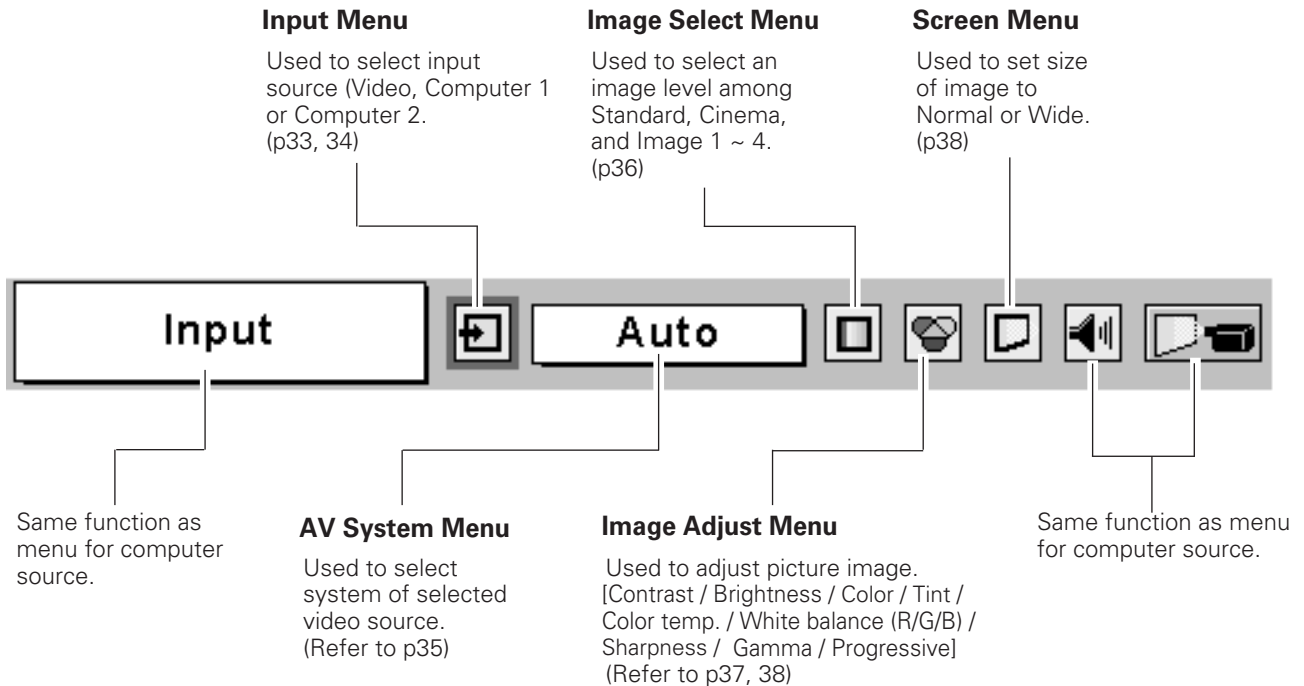 Input Menu
Used to select input
source (Video, Computer 1
or Computer 2.
(p33, 34)
Image Select Menu
Used to select an
image level among
Standard, Cinema,
and Image 1 ~ 4.
(p36)
Screen Menu
Used to set size
of image to
Normal or Wide.
(p38)
Input
Auto
Same function as
menu for computer
source.
AV System Menu
Used to select
system of selected
video source.
(Refer to p35)
Image Adjust Menu
Used to adjust picture image.
[Contrast / Brightness / Color / Tint /
Color temp. / White balance (R/G/B) /
Sharpness / Gamma / Progressive]
(Refer to p37, 38)
Same function as menu
for computer source.